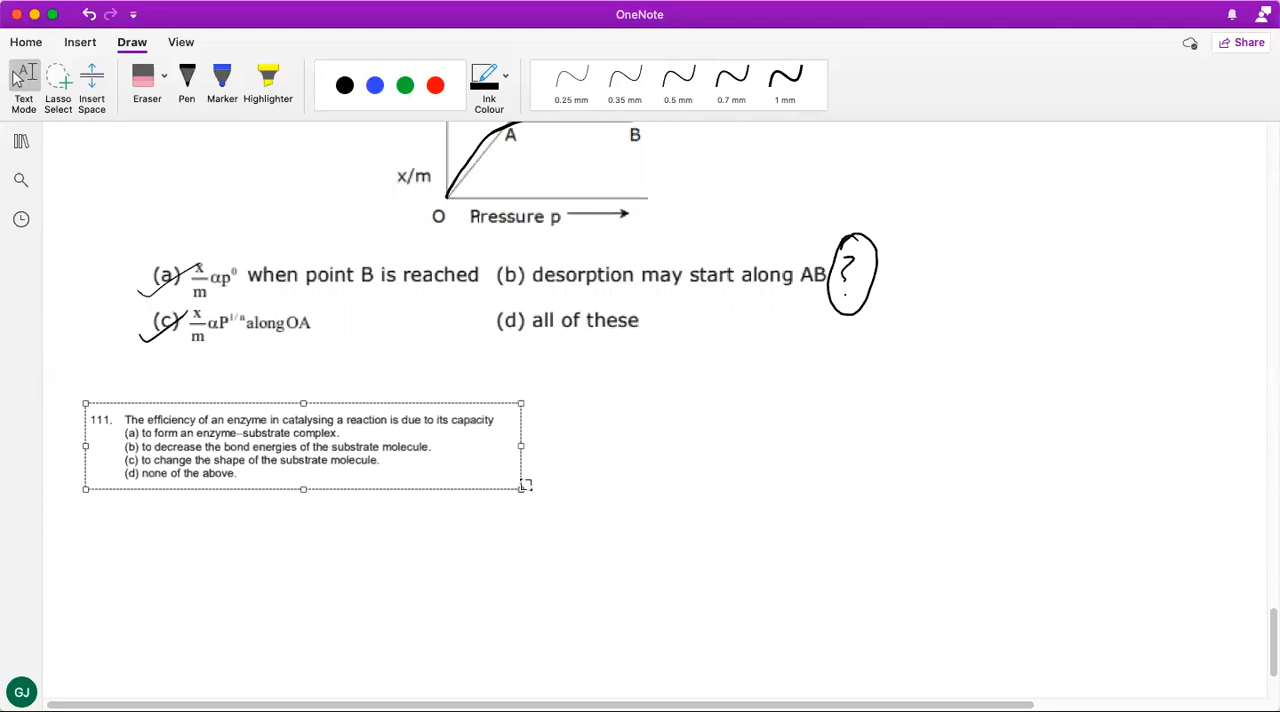 OneNote
Home Insert Draw View
Share
Text Mode
Lasso Select
Insert Space
Eraser
Pen
Marker
Highlighter
Ink Colour
0.25 mm 0.35 mm 0.5 mm 0.7 mm 1 mm
A B
x/m
O Pressure p
(a) x/m αp⁰ when point B is reached (b) desorption may start along AB ?
(c) x/m αP^1/n along OA (d) all of these
111. The efficiency of an enzyme in catalysing a reaction is due to its capacity
(a) to form an enzyme–substrate complex.
(b) to decrease the bond energies of the substrate molecule.
(c) to change the shape of the substrate molecule.
(d) none of the above.
GJ